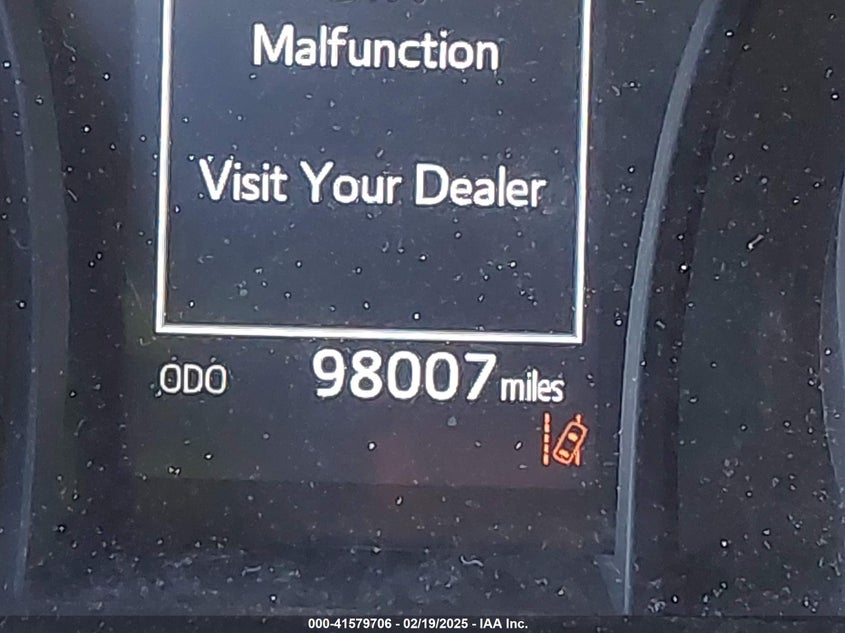 Malfunction
Visit Your Dealer
ODO 98007 miles
000-41579706 - 02/19/2025 - IAA Inc.